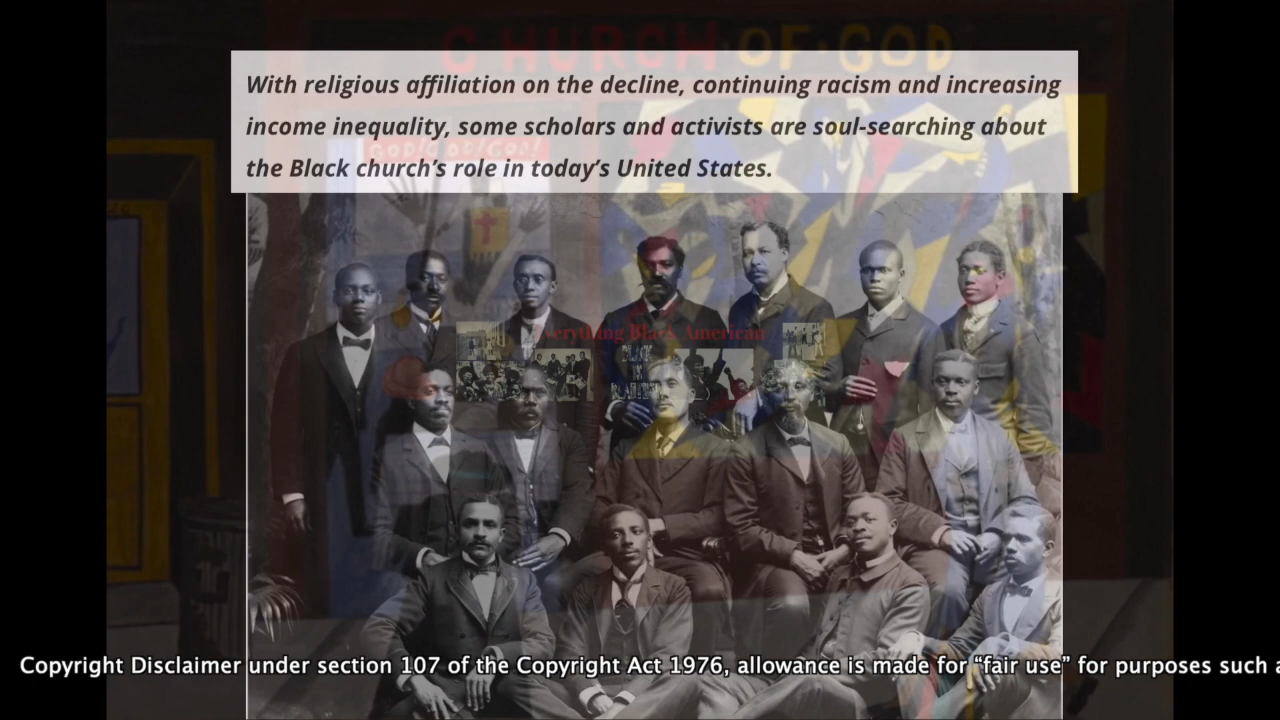 CHURCH OF GOD
With religious affiliation on the decline, continuing racism and increasing
income inequality, some scholars and activists are soul-searching about
the Black church’s role in today’s United States.
Everything Black American
Copyright Disclaimer under section 107 of the Copyright Act 1976, allowance is made for “fair use” for purposes such a